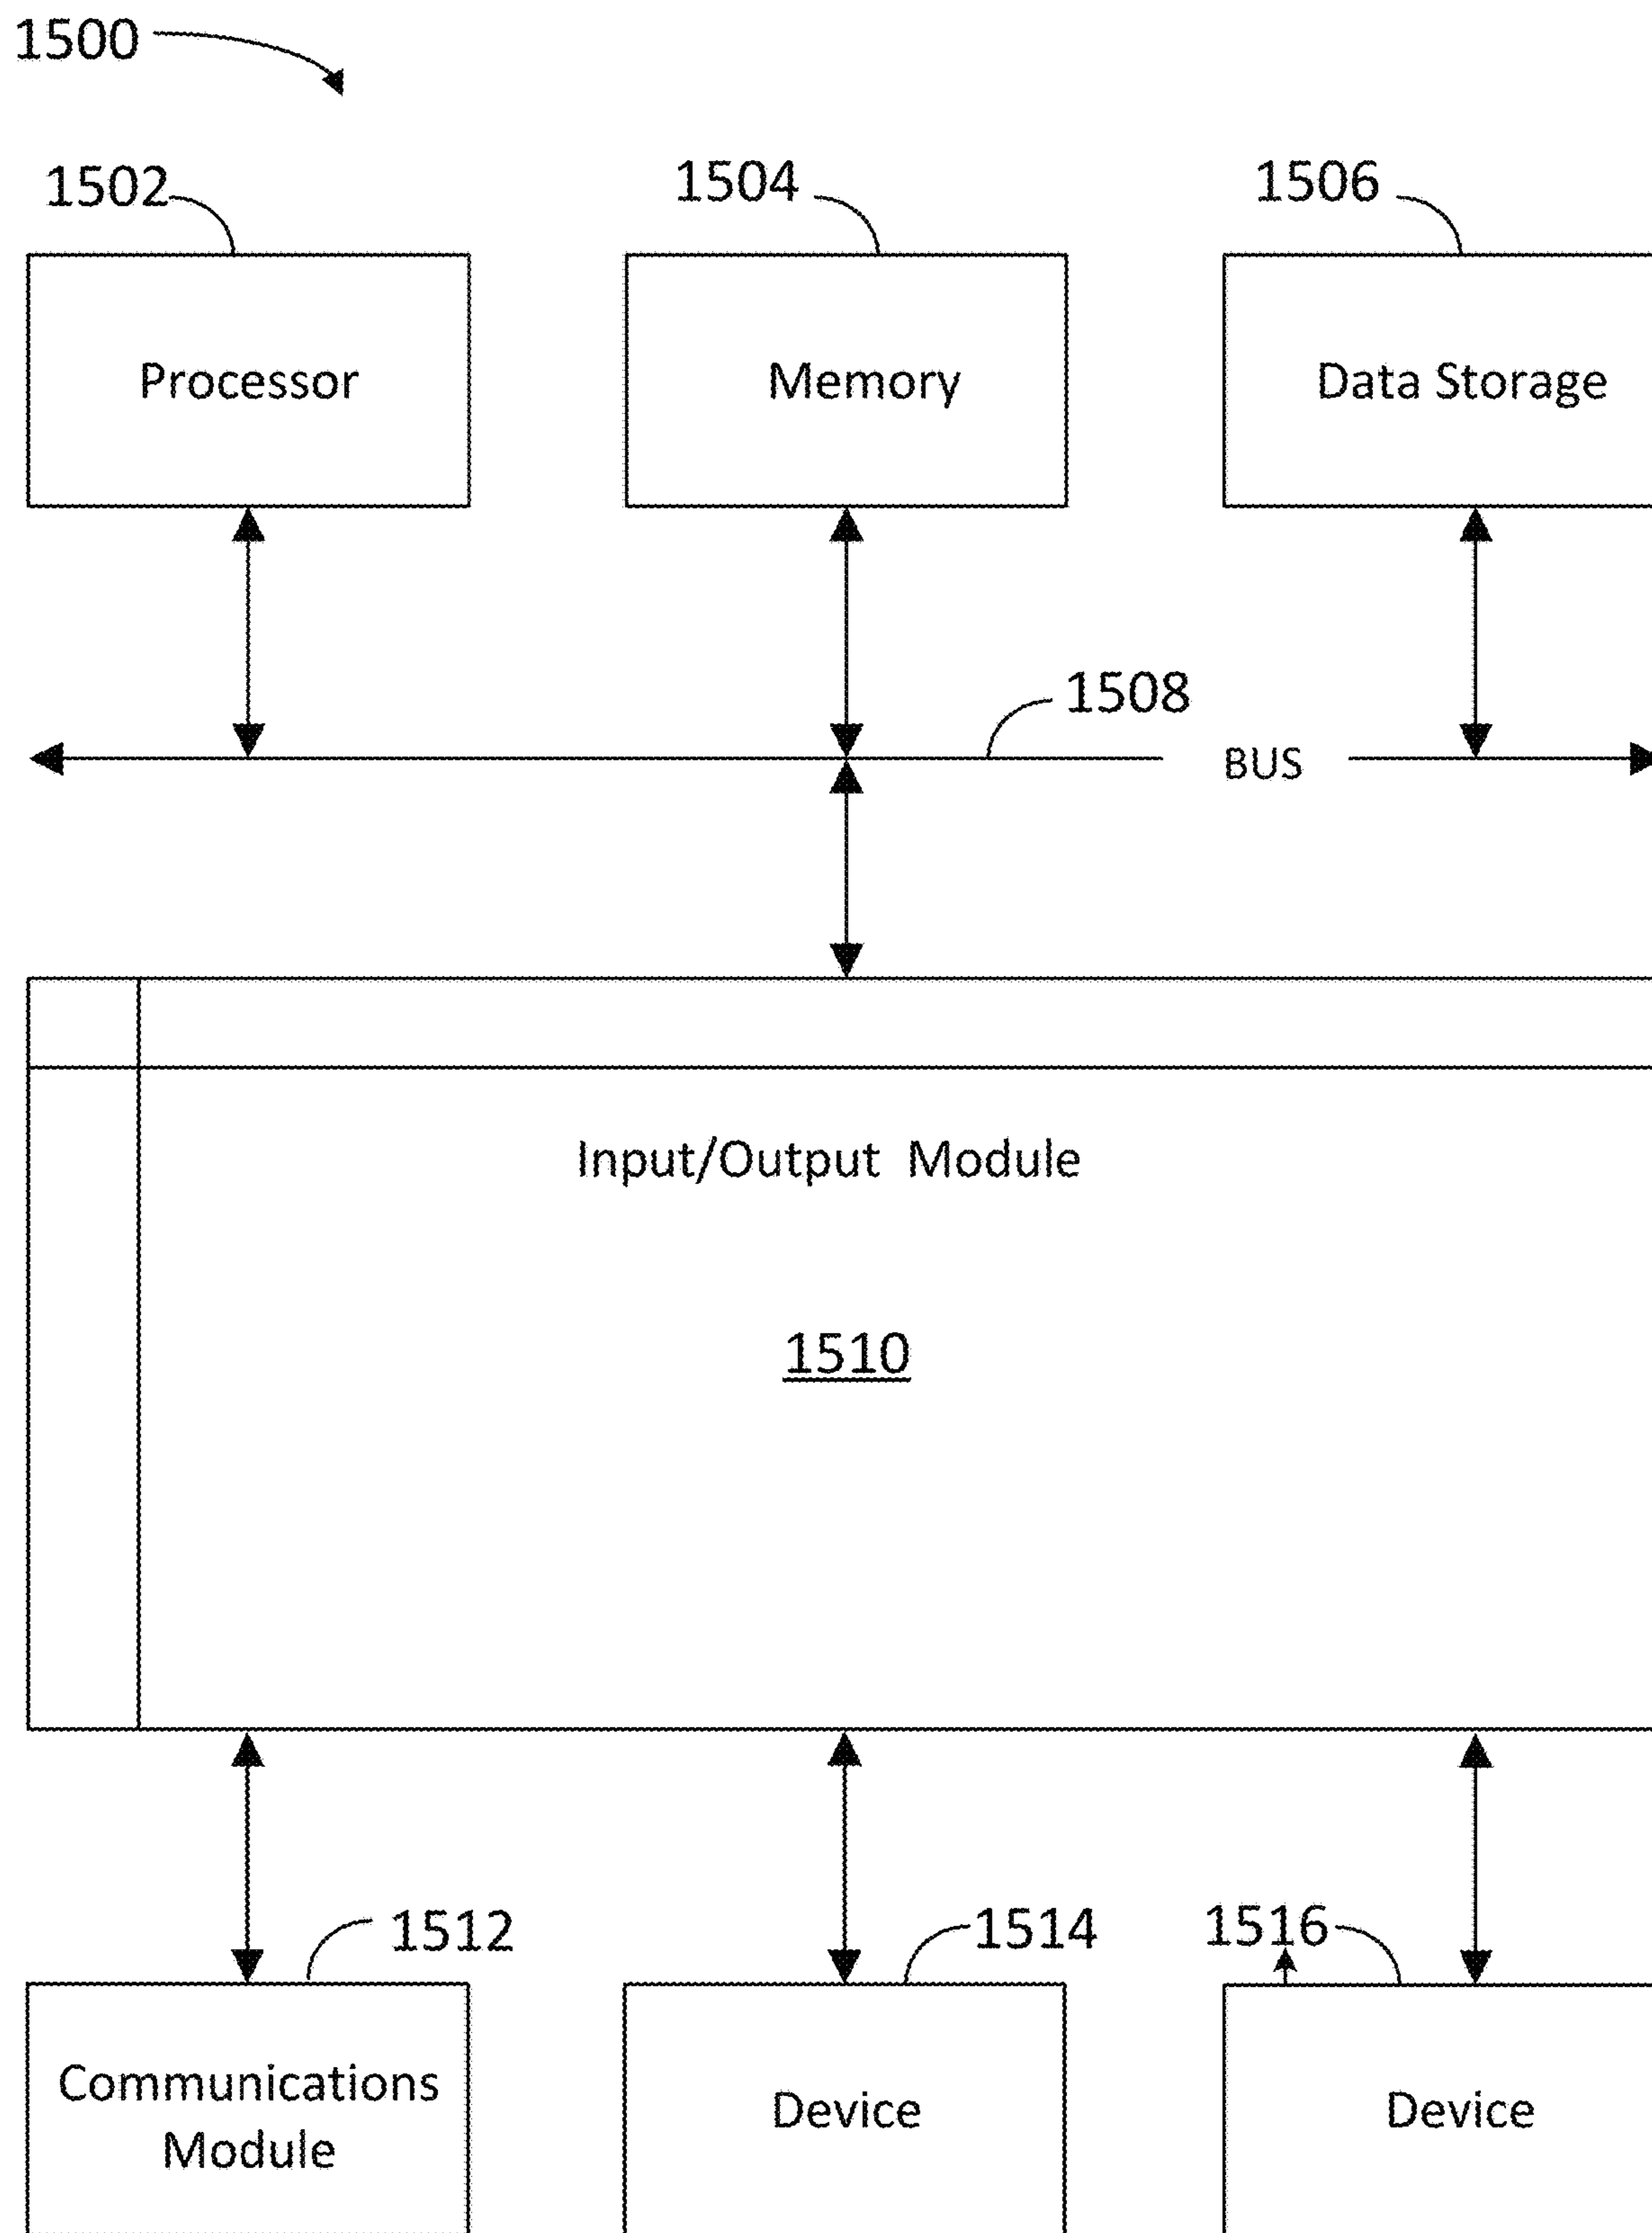 1500
1502
1504
1506
Processor
Memory
Data Storage
1508
BUS
Input/Output Module
1510
1512
1514
1516
Communications
Module
Device
Device